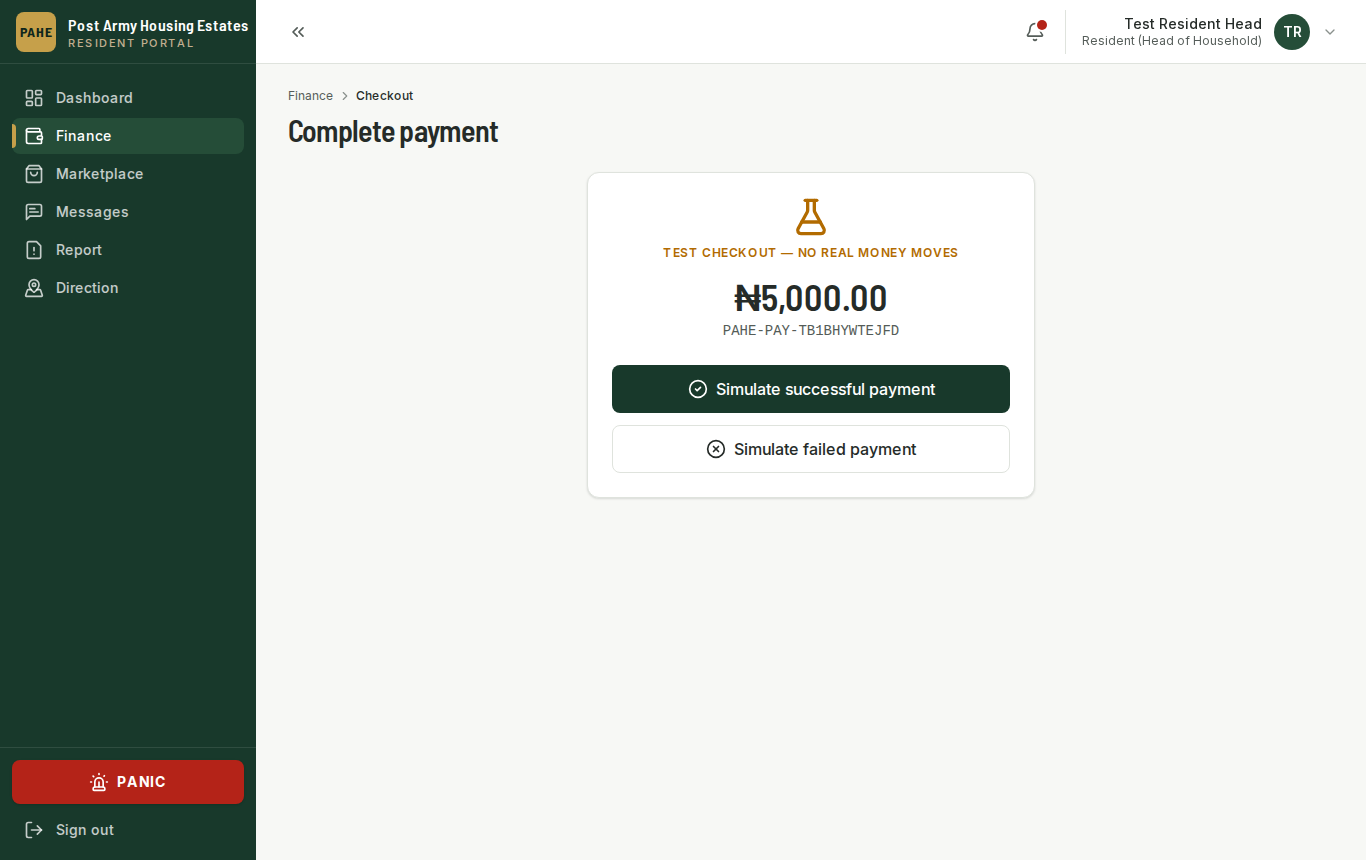 PAHE
Post Army Housing Estates
RESIDENT PORTAL
Dashboard
Finance
Marketplace
Messages
Report
Direction
PANIC
Sign out
Test Resident Head
Resident (Head of Household)
TR
Finance
Checkout
Complete payment
TEST CHECKOUT — NO REAL MONEY MOVES
₦5,000.00
PAHE-PAY-TB1BHYWTEJFD
Simulate successful payment
Simulate failed payment